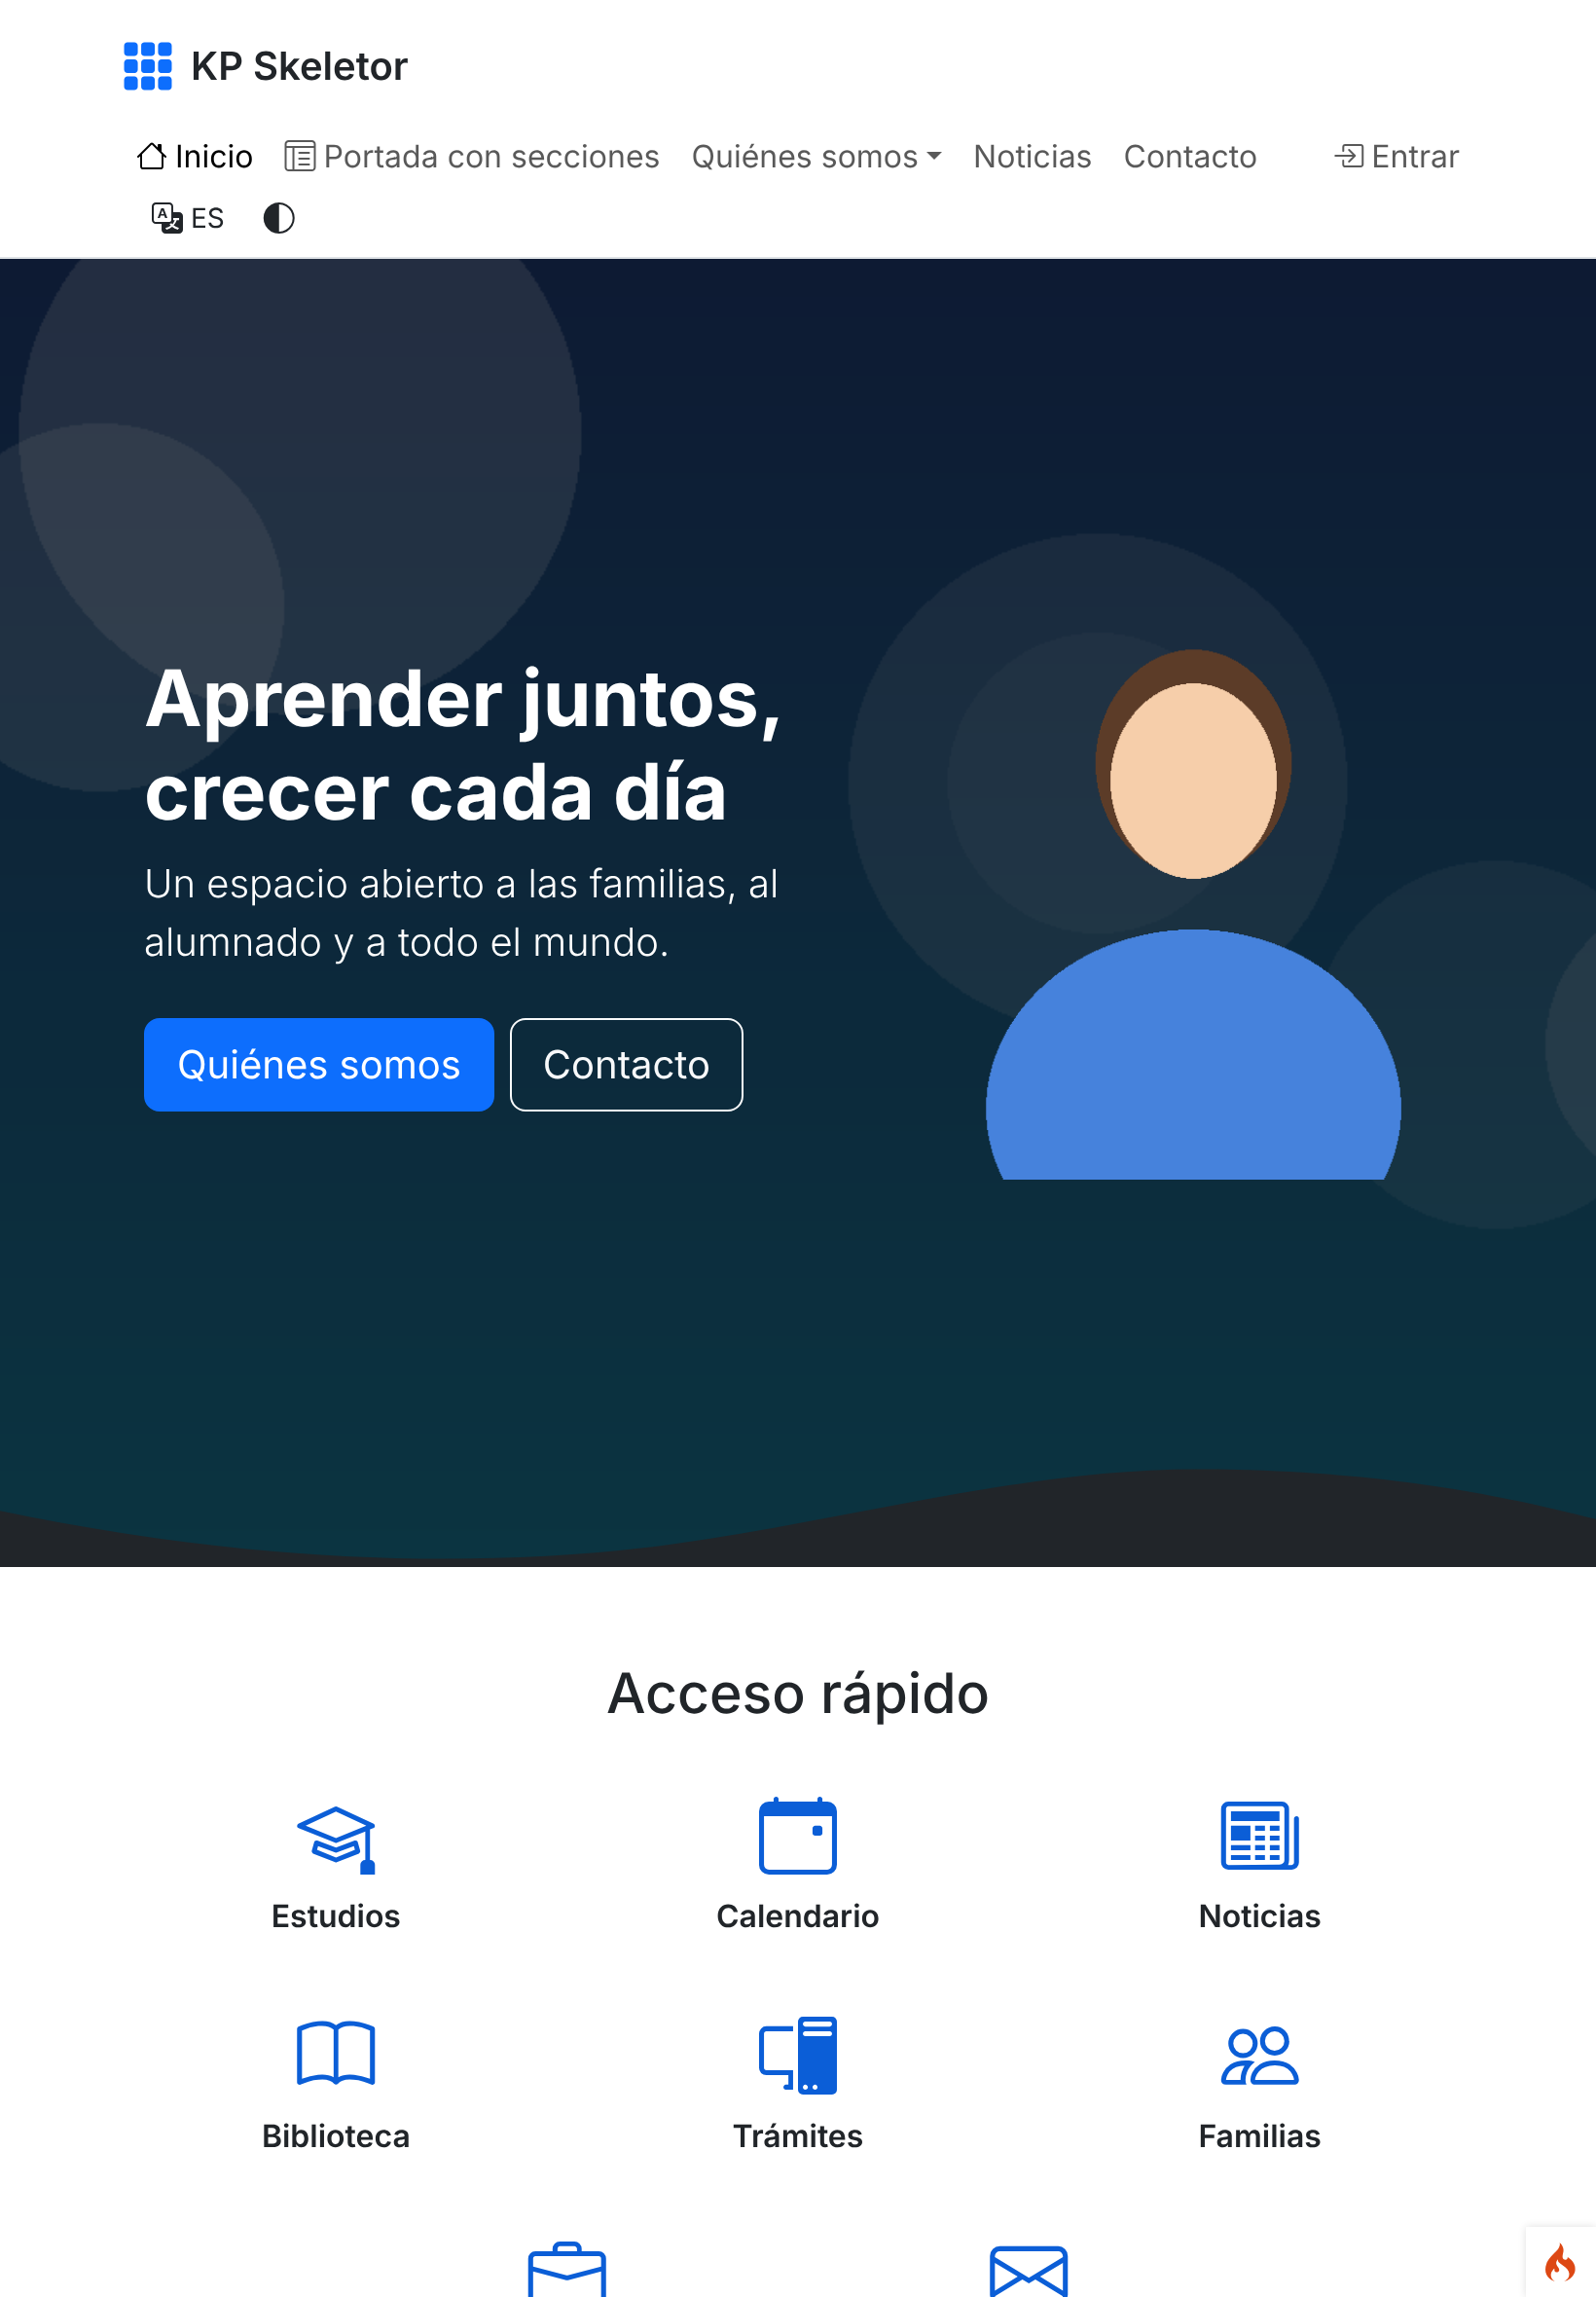 KP Skeletor
Inicio Portada con secciones Quiénes somos Noticias Contacto Entrar
ES
Aprender juntos,
crecer cada día
Un espacio abierto a las familias, al
alumnado y a todo el mundo.
Quiénes somos Contacto
Acceso rápido
Estudios Calendario Noticias
Biblioteca Trámites Familias